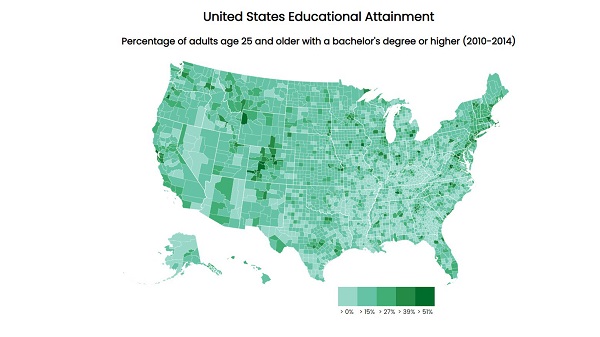 United States Educational Attainment
Percentage of adults age 25 and older with a bachelor's degree or higher (2010-2014)
> 0% > 15% > 27% > 39% > 51%